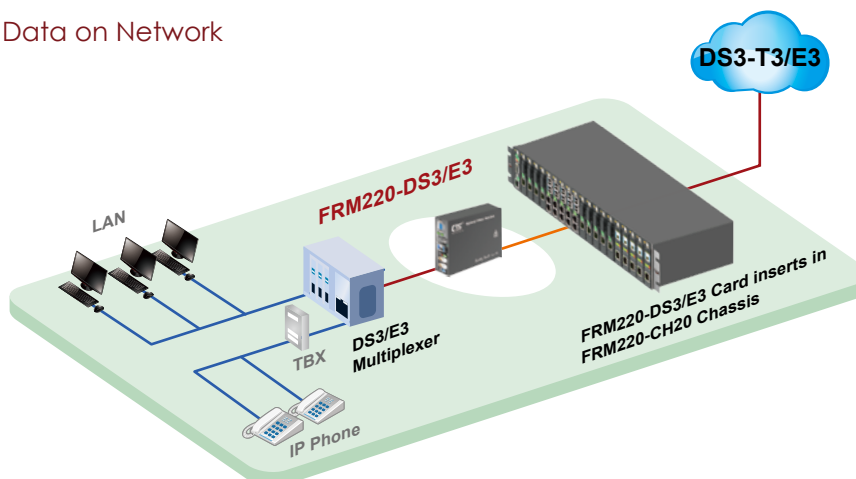 Data on Network
DS3-T3/E3
FRM220-DS3/E3
LAN
CTC
FRM220-DS3/E3 Card inserts in
FRM220-CH20 Chassis
DS3/E3
Multiplexer
TBX
IP Phone